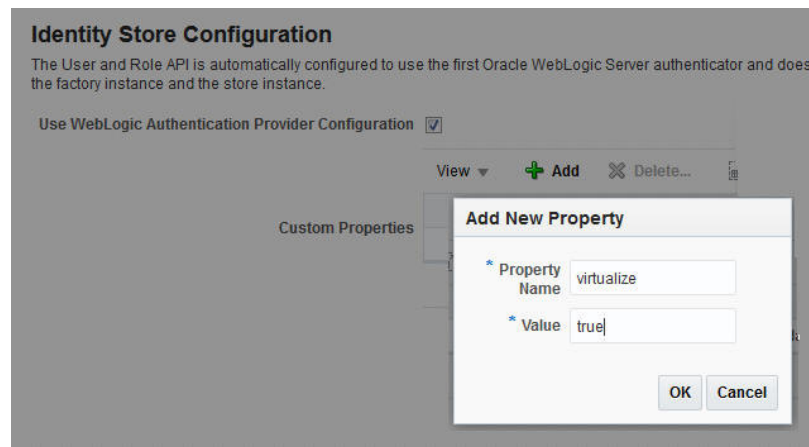 Identity Store Configuration
The User and Role API is automatically configured to use the first Oracle WebLogic Server authenticator and does
the factory instance and the store instance.
Use WebLogic Authentication Provider Configuration
View Add Delete...
Custom Properties
Add New Property
* Property
Name
virtualize
* Value true
OK Cancel